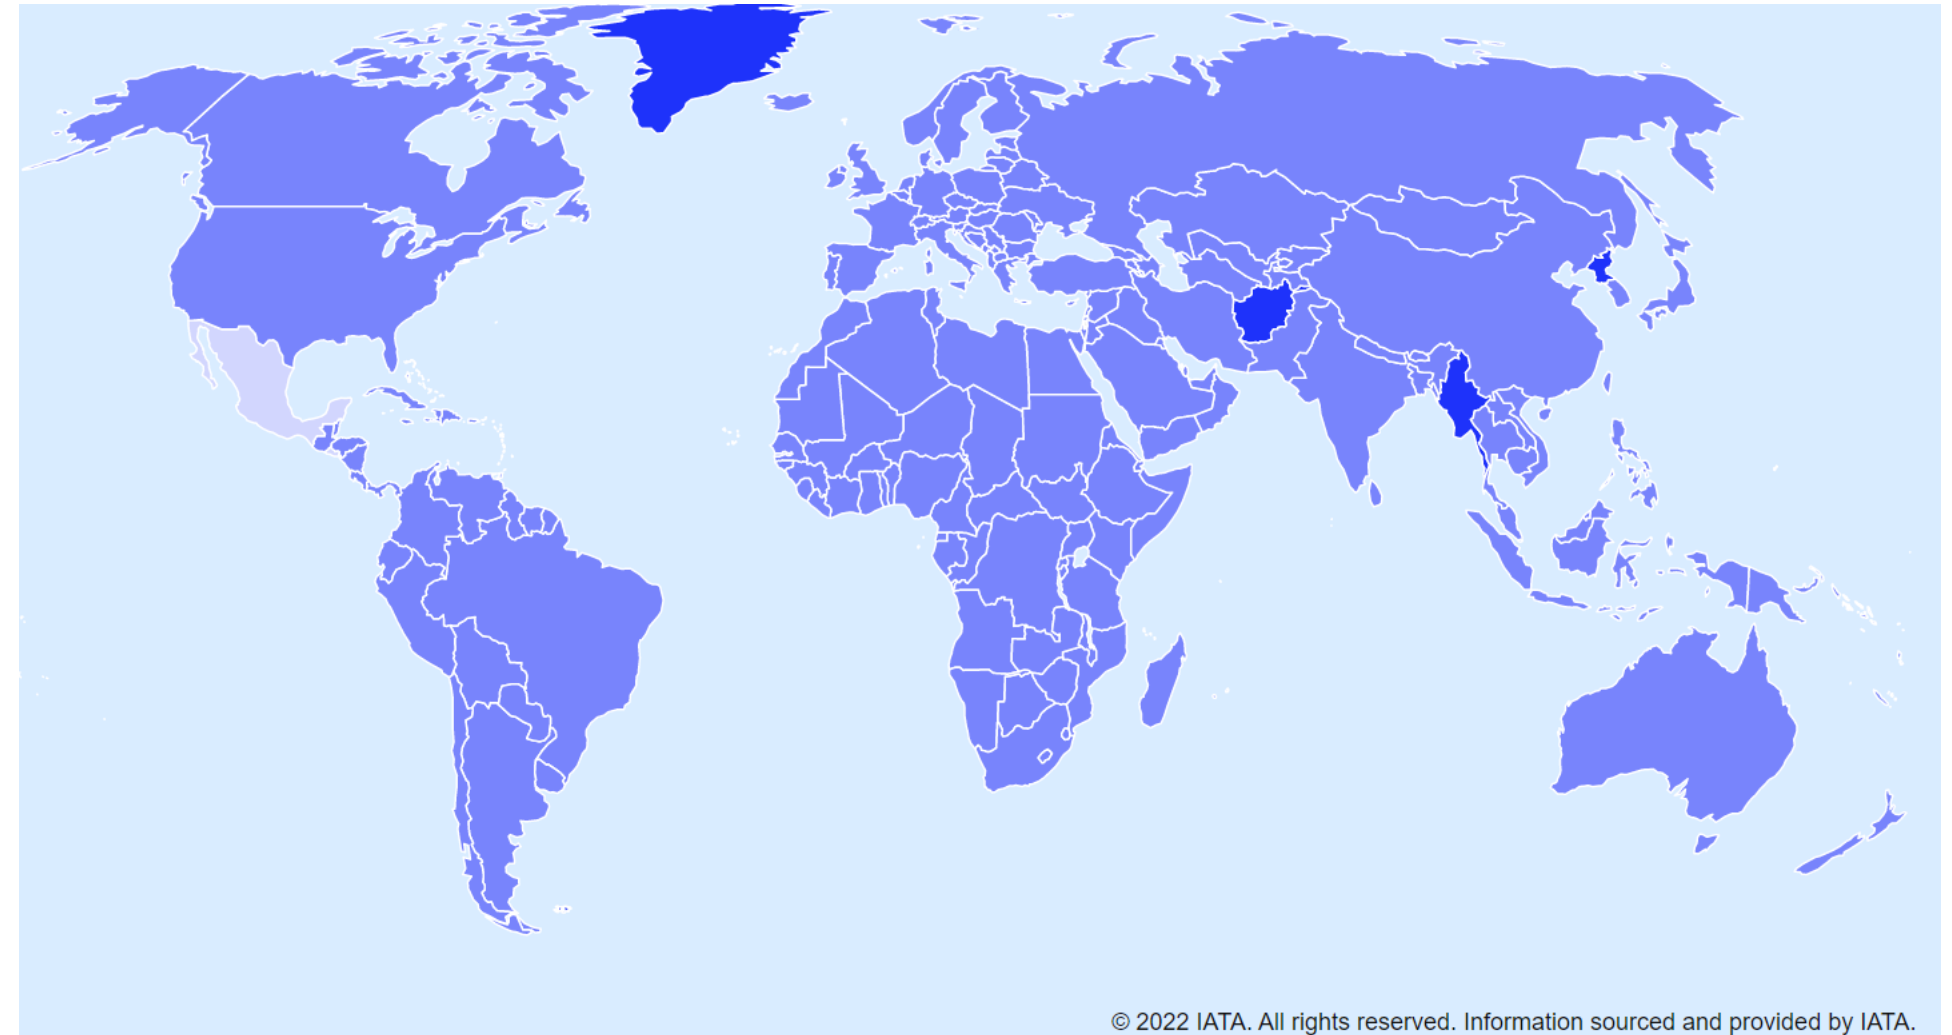 © 2022 IATA. All rights reserved. Information sourced and provided by IATA.